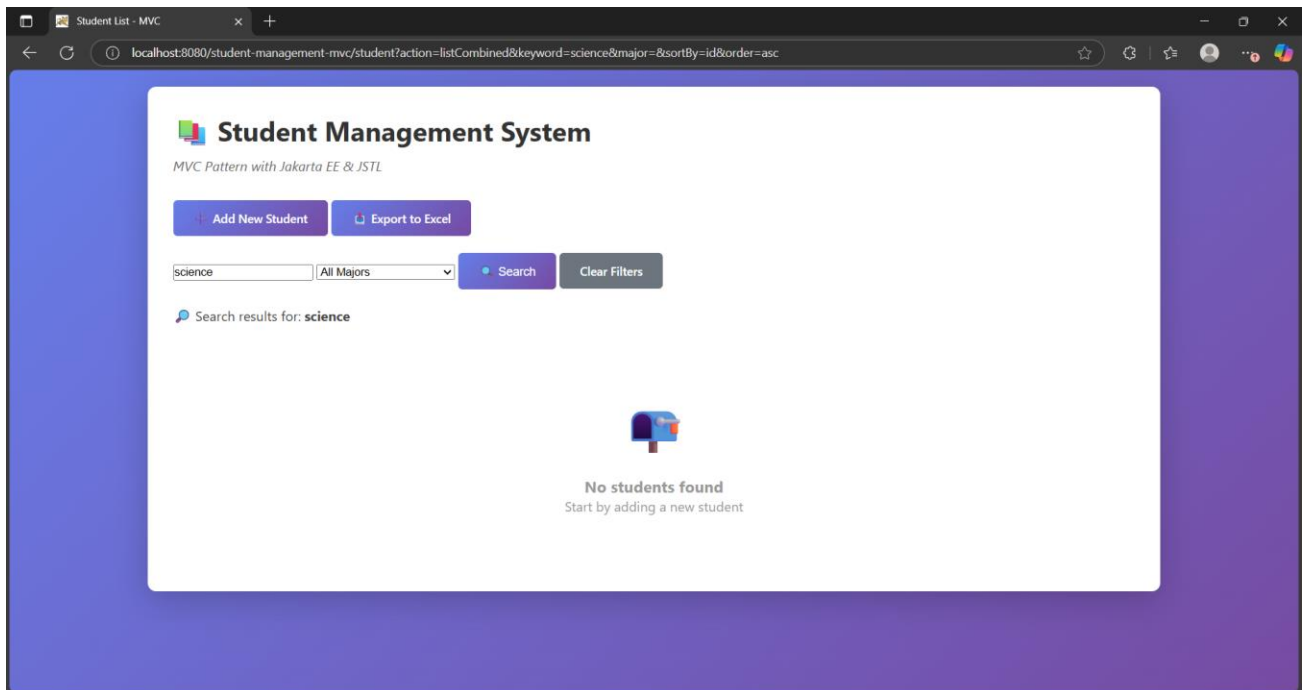 Student List - MVC
localhost:8080/student-management-mvc/student?action=listCombined&keyword=science&major=&sortBy=id&order=asc
Student Management System
MVC Pattern with Jakarta EE & JSTL
Add New Student Export to Excel
science All Majors Search Clear Filters
Search results for: science
No students found
Start by adding a new student